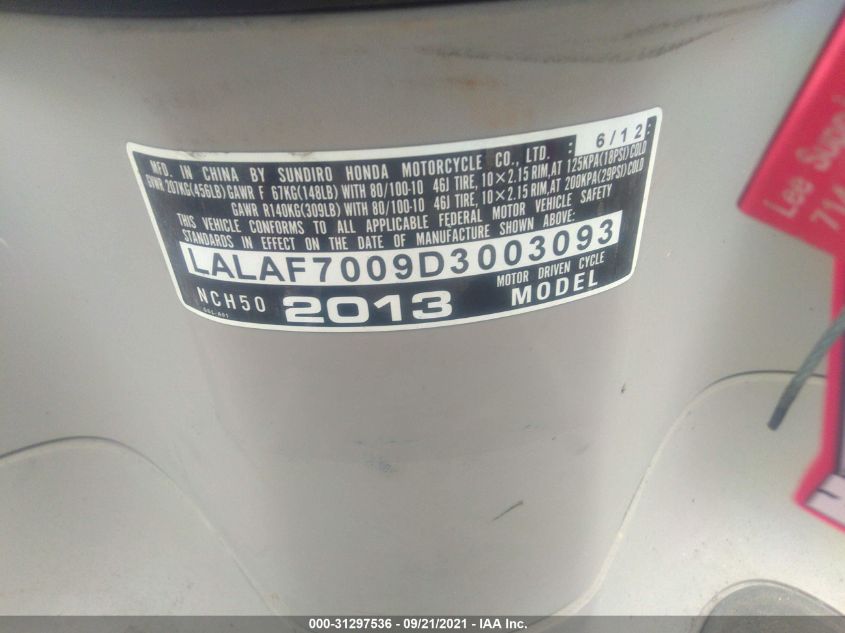 6/12:
MFD. IN CHINA BY SUNDIRO HONDA MOTORCYCLE CO., LTD. :
GVWR 207KG(456LB) GAWR F 67KG(148LB) WITH 80/100-10 46J TIRE, 10×2.15 RIM, AT 125KPA(18PSI) COLD
GAWR R140KG(309LB) WITH 80/100-10 46J TIRE, 10×2.15 RIM, AT 200KPA(29PSI) COLD
THIS VEHICLE CONFORMS TO ALL APPLICABLE FEDERAL MOTOR VEHICLE SAFETY
STANDARDS IN EFFECT ON THE DATE OF MANUFACTURE SHOWN ABOVE:
LALAF7009D3003093
NCH50 2013 MOTOR DRIVEN CYCLE
MODEL
Lee
714
000-31297536 - 09/21/2021 - IAA Inc.